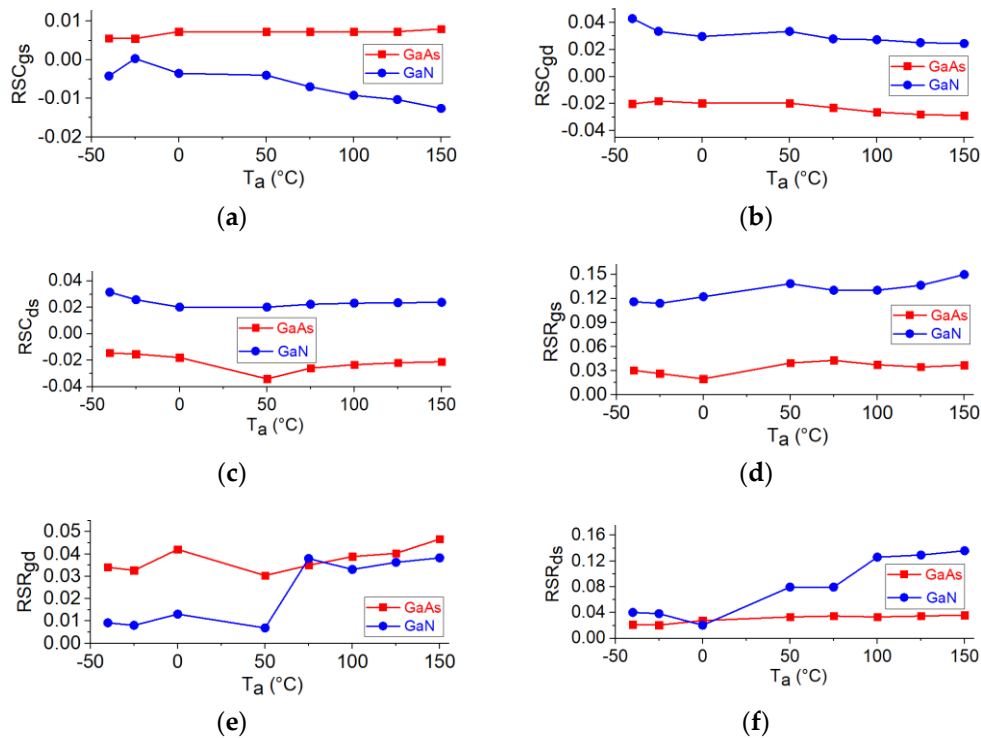 0.01
0.00
-0.01
-0.02
RSCgs
GaAs
GaN
-50 0 50 100 150
Ta (°C)
(a)
0.04
0.02
0.00
-0.02
-0.04
RSCgd
GaAs
GaN
-50 0 50 100 150
Ta (°C)
(b)
0.04
0.02
0.00
-0.02
-0.04
RSCds
GaAs
GaN
-50 0 50 100 150
Ta (°C)
(c)
0.15
0.12
0.09
0.06
0.03
0.00
RSRgs
GaAs
GaN
-50 0 50 100 150
Ta (°C)
(d)
0.05
0.04
0.03
0.02
0.01
0.00
RSRgd
GaAs
GaN
-50 0 50 100 150
Ta (°C)
(e)
0.16
0.12
0.08
0.04
0.00
RSRds
GaAs
GaN
-50 0 50 100 150
Ta (°C)
(f)